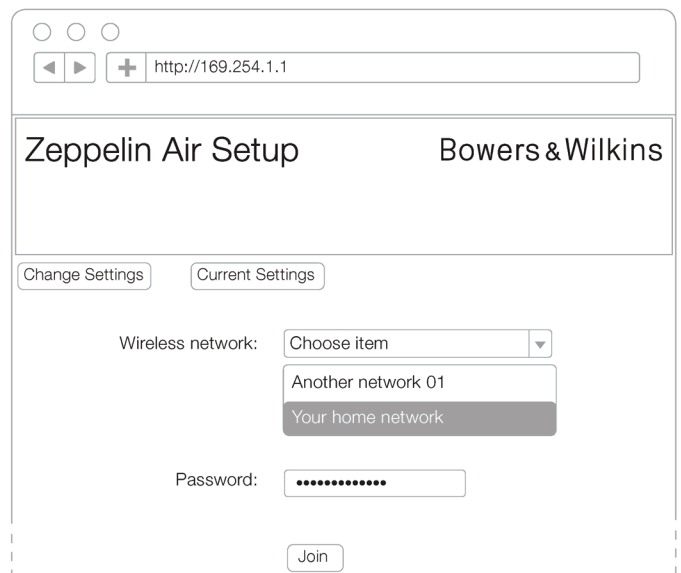 http://169.254.1.1
Zeppelin Air Setup
Bowers & Wilkins
Change Settings
Current Settings
Wireless network:
Choose item
Another network 01
Your home network
Password:
•••••••••••••
Join